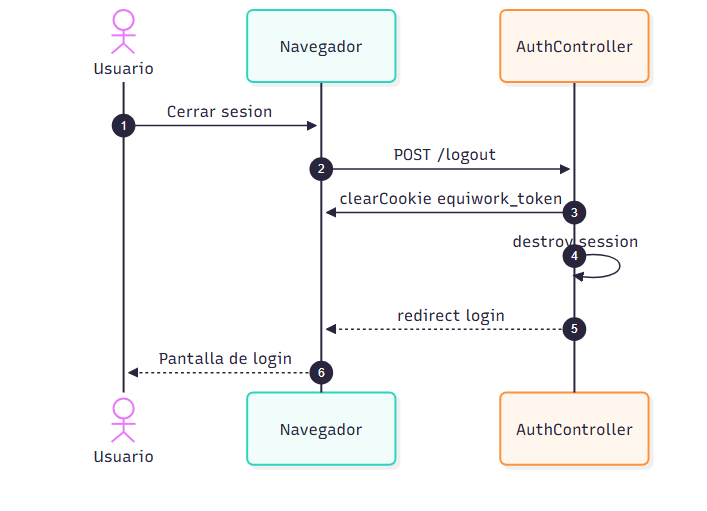 Usuario
Navegador
AuthController
Cerrar sesion
1
POST /logout
2
clearCookie equiwork_token
3
destroy session
4
redirect login
5
Pantalla de login
6
Usuario
Navegador
AuthController